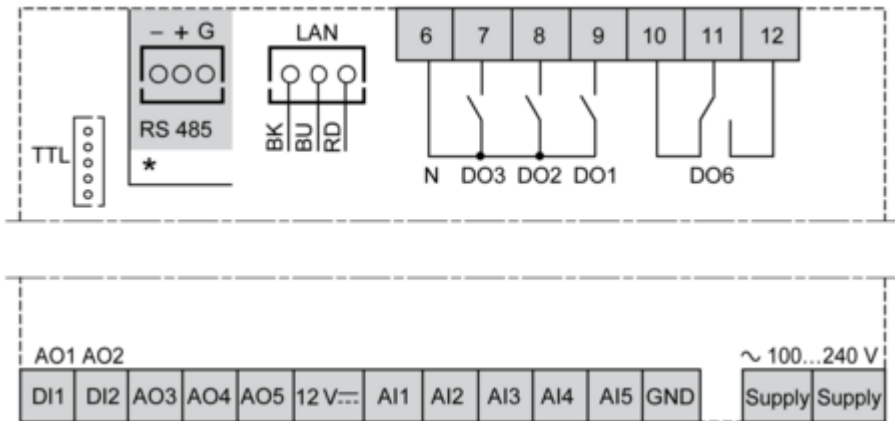 − + G
LAN
6 7 8 9 10 11 12
RS 485
BK BU RD
TTL
*
N DO3 DO2 DO1 DO6
AO1 AO2
∼ 100...240 V
DI1 DI2 AO3 AO4 AO5 12 V⎓ AI1 AI2 AI3 AI4 AI5 GND Supply Supply